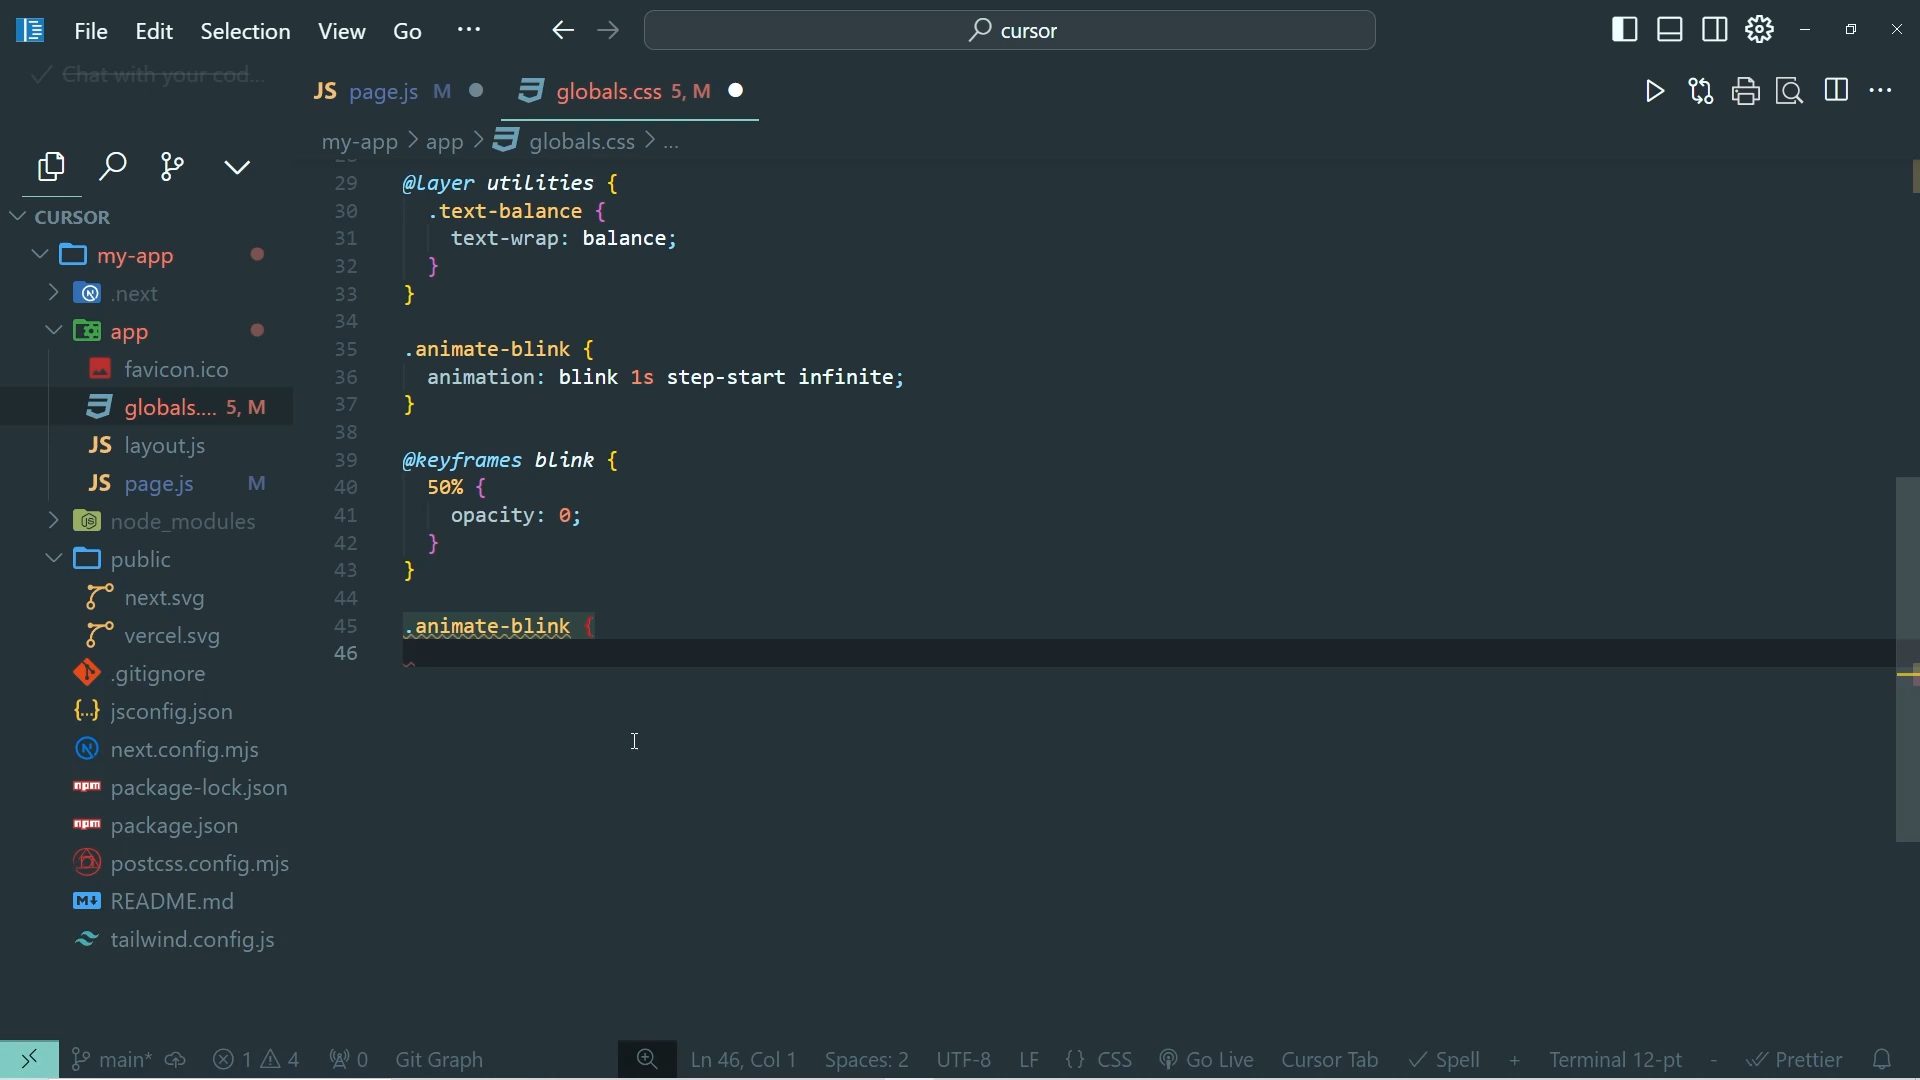 File Edit Selection View Go ··· cursor
Chat with your cod...
JS page.js M globals.css 5, M
my-app > app > globals.css > ...
CURSOR
my-app
.next
app
favicon.ico
globals.... 5, M
JS layout.js
JS page.js M
node_modules
public
next.svg
vercel.svg
.gitignore
{...} jsconfig.json
next.config.mjs
npm package-lock.json
npm package.json
postcss.config.mjs
M↓ README.md
tailwind.config.js
29 @layer utilities {
30 .text-balance {
31 text-wrap: balance;
32 }
33 }
34
35 .animate-blink {
36 animation: blink 1s step-start infinite;
37 }
38
39 @keyframes blink {
40 50% {
41 opacity: 0;
42 }
43 }
44
45 .animate-blink {
46
main* 1 4 0 Git Graph Ln 46, Col 1 Spaces: 2 UTF-8 LF {} CSS Go Live Cursor Tab Spell + Terminal 12-pt - Prettier